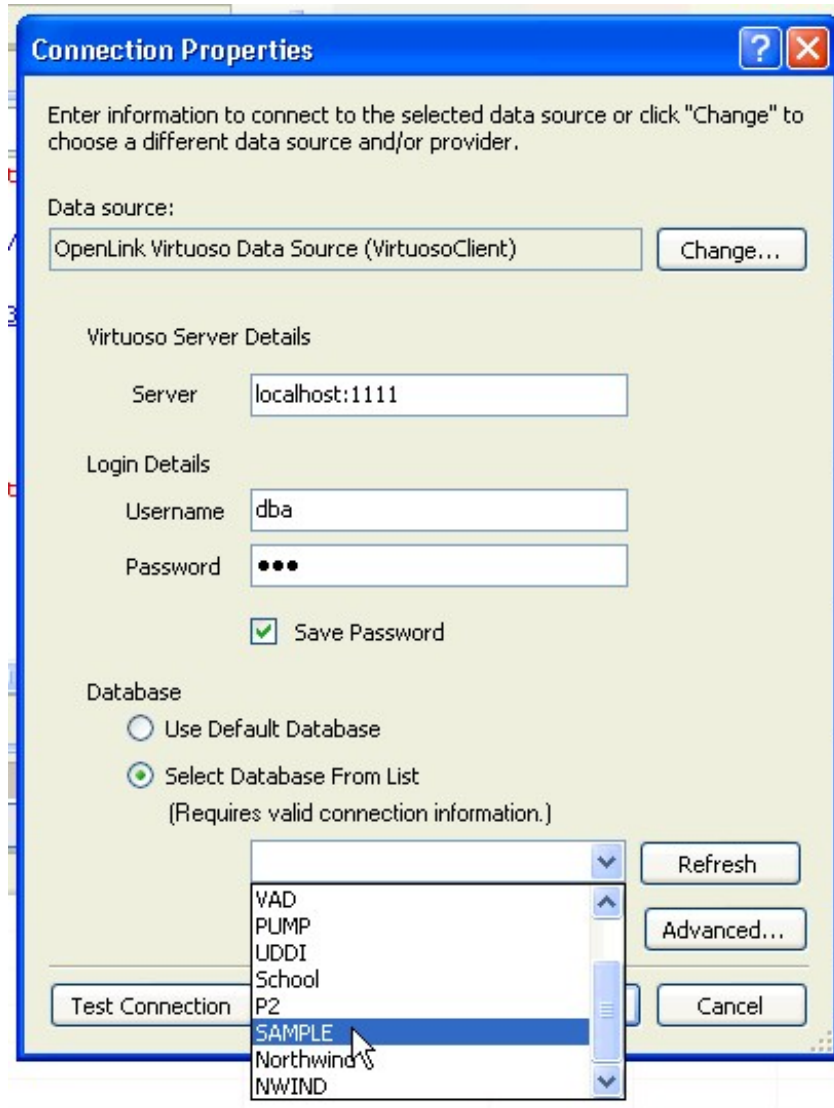 Connection Properties
Enter information to connect to the selected data source or click "Change" to
choose a different data source and/or provider.
Data source:
OpenLink Virtuoso Data Source (VirtuosoClient)
Change...
Virtuoso Server Details
Server
localhost:1111
Login Details
Username
dba
Password
•••
Save Password
Database
Use Default Database
Select Database From List
(Requires valid connection information.)
Refresh
VAD
PUMP
UDDI
School
P2
SAMPLE
Northwind
NWIND
Advanced...
Test Connection
Cancel